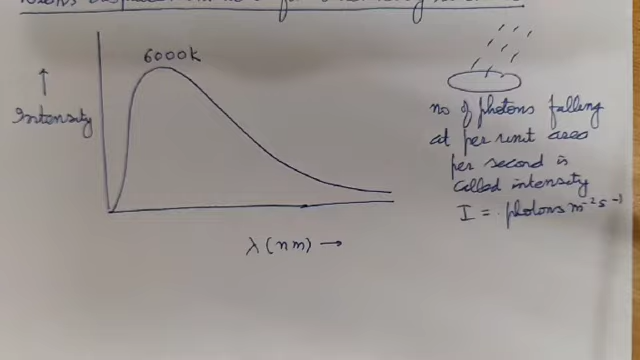 6000k
Intensity
λ (nm) →
no of photons falling
at per unit area
per second is
called intensity
I = photons m⁻² s⁻¹